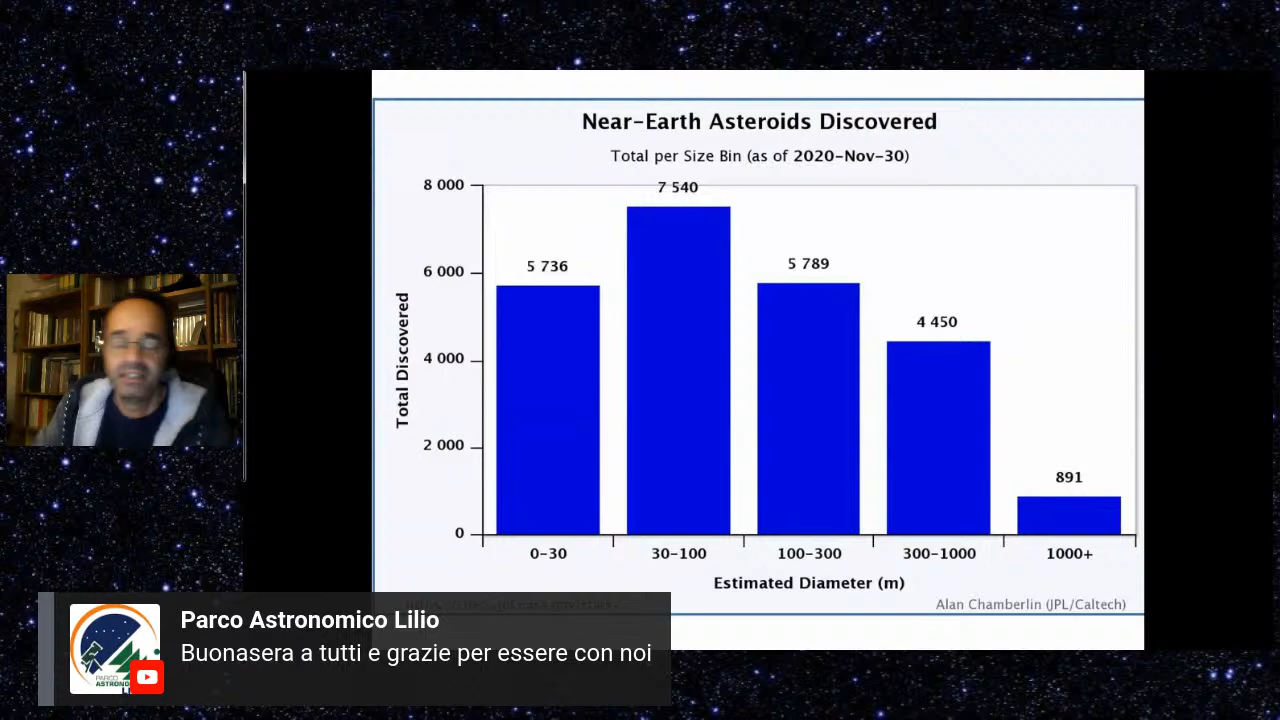 Near-Earth Asteroids Discovered
Total per Size Bin (as of 2020-Nov-30)
8 000
6 000
4 000
2 000
0
Total Discovered
5 736
7 540
5 789
4 450
891
0-30
30-100
100-300
300-1000
1000+
Estimated Diameter (m)
Alan Chamberlin (JPL/Caltech)
Parco Astronomico Lilio
Buonasera a tutti e grazie per essere con noi
PARCO